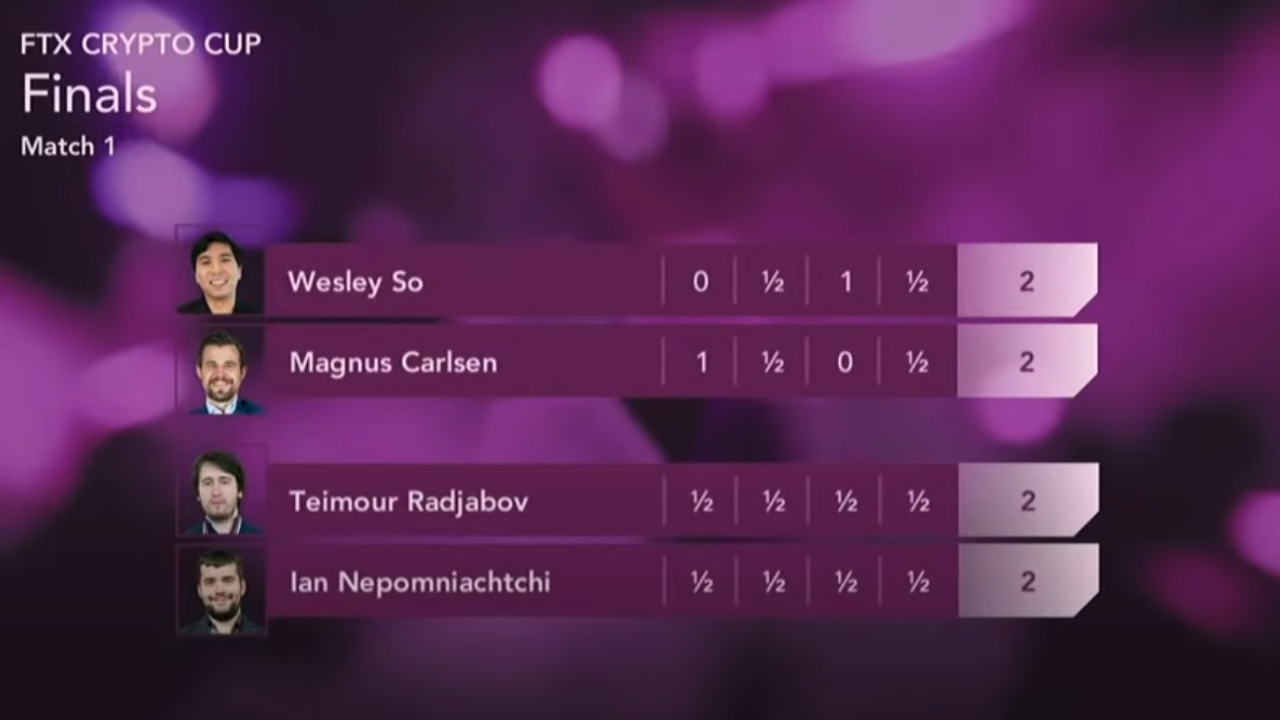 FTX CRYPTO CUP
Finals
Match 1
Wesley So 0 ½ 1 ½ 2
Magnus Carlsen 1 ½ 0 ½ 2
Teimour Radjabov ½ ½ ½ ½ 2
Ian Nepomniachtchi ½ ½ ½ ½ 2